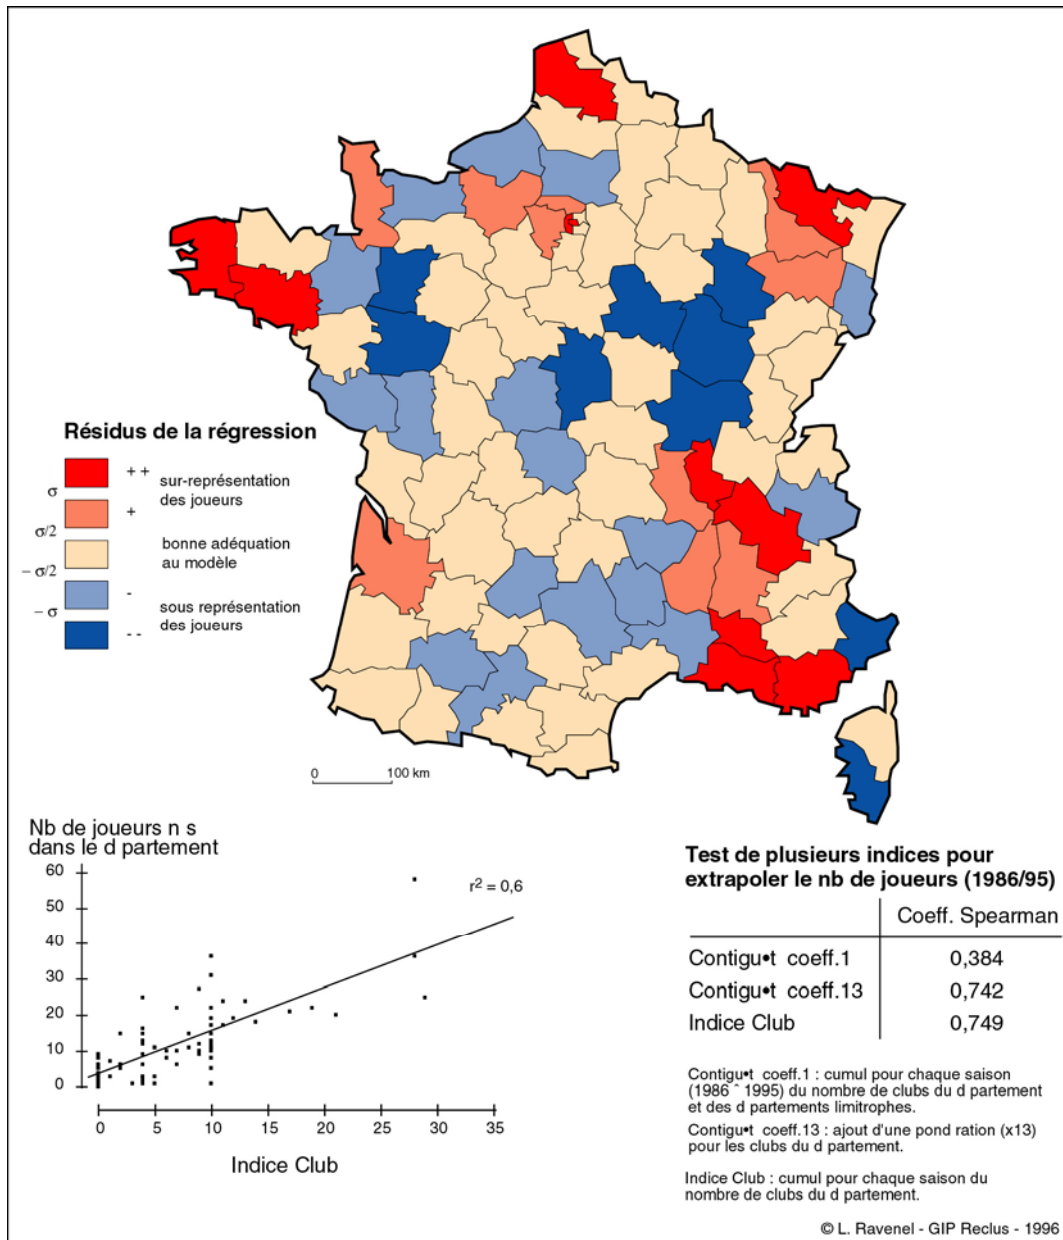 Résidus de la régression
σ
++
sur-représentation
des joueurs
σ/2
+
– σ/2
bonne adéquation
au modèle
– σ
-
sous représentation
des joueurs
--
0 100 km
Nb de joueurs n s
dans le d partement
60
50
40
30
20
10
0
r² = 0,6
0 5 10 15 20 25 30 35
Indice Club
Test de plusieurs indices pour
extrapoler le nb de joueurs (1986/95)
Coeff. Spearman
Contigu•t coeff.1 0,384
Contigu•t coeff.13 0,742
Indice Club 0,749
Contigu•t coeff.1 : cumul pour chaque saison
(1986 ˆ 1995) du nombre de clubs du d partement
et des d partements limitrophes.
Contigu•t coeff.13 : ajout d'une pond ration (x13)
pour les clubs du d partement.
Indice Club : cumul pour chaque saison du
nombre de clubs du d partement.
© L. Ravenel - GIP Reclus - 1996